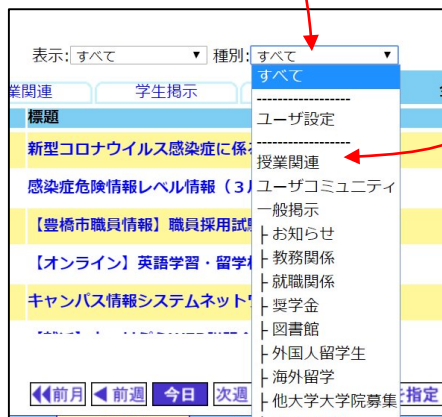 表示: すべて 種別: すべて
業関連 学生掲示
標題
新型コロナウイルス感染症に係
感染症危険情報レベル情報（3
【豊橋市職員情報】職員採用試
【オンライン】英語学習・留学
キャンパス情報システムネット
前月 前週 今日 次週 指定
すべて
------------------
ユーザ設定
------------------
授業関連
ユーザコミュニティ
一般掲示
├お知らせ
├教務関係
├就職関係
├奨学金
├図書館
├外国人留学生
├海外留学
├他大学大学院募集